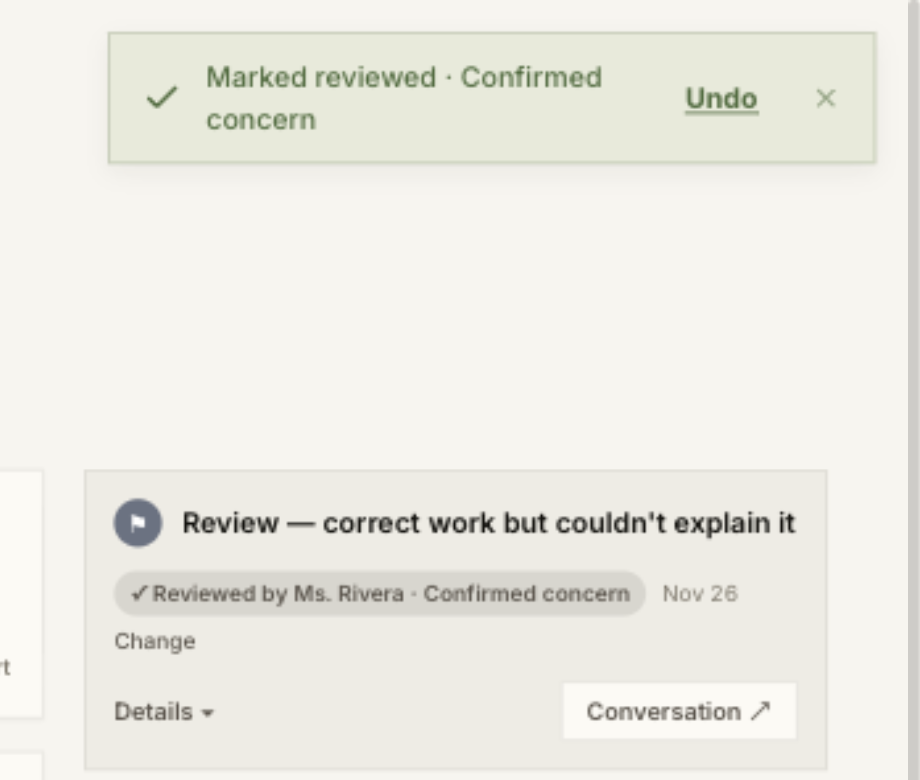 Marked reviewed · Confirmed
concern
Undo
×
Review — correct work but couldn't explain it
✓ Reviewed by Ms. Rivera · Confirmed concern Nov 26
Change
rt
Details
Conversation ↗